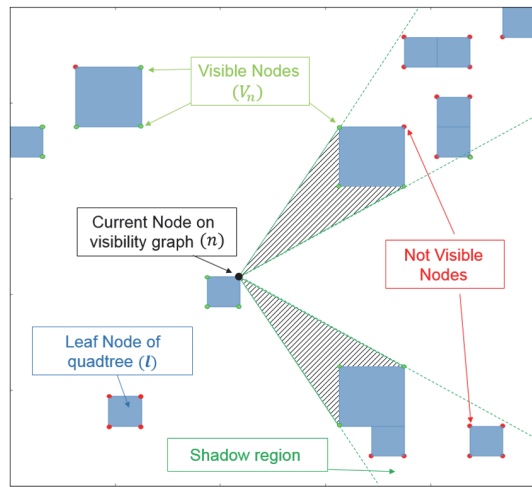 Visible Nodes
(Vn)
Current Node on
visibility graph (n)
Not Visible
Nodes
Leaf Node of
quadtree (l)
Shadow region